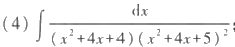 (4) ∫ dx / ((x²+4x+4)(x²+4x+5)²);